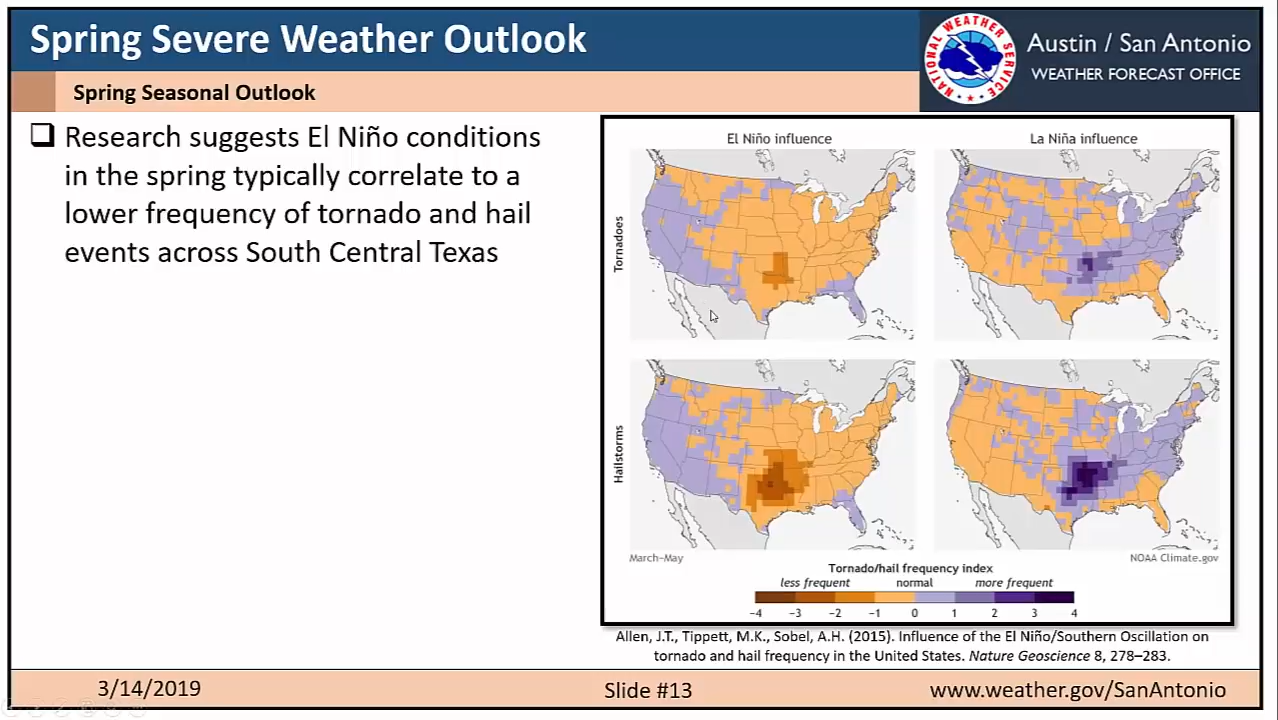 Spring Severe Weather Outlook
NATIONAL WEATHER SERVICE
Austin / San Antonio
WEATHER FORECAST OFFICE
Spring Seasonal Outlook
Research suggests El Niño conditions
in the spring typically correlate to a
lower frequency of tornado and hail
events across South Central Texas
El Niño influence
La Niña influence
Tornadoes
Hailstorms
March–May
NOAA Climate.gov
Tornado/hail frequency index
less frequent normal more frequent
−4 −3 −2 −1 0 1 2 3 4
Allen, J.T., Tippett, M.K., Sobel, A.H. (2015). Influence of the El Niño/Southern Oscillation on
tornado and hail frequency in the United States. Nature Geoscience 8, 278–283.
3/14/2019
Slide #13
www.weather.gov/SanAntonio